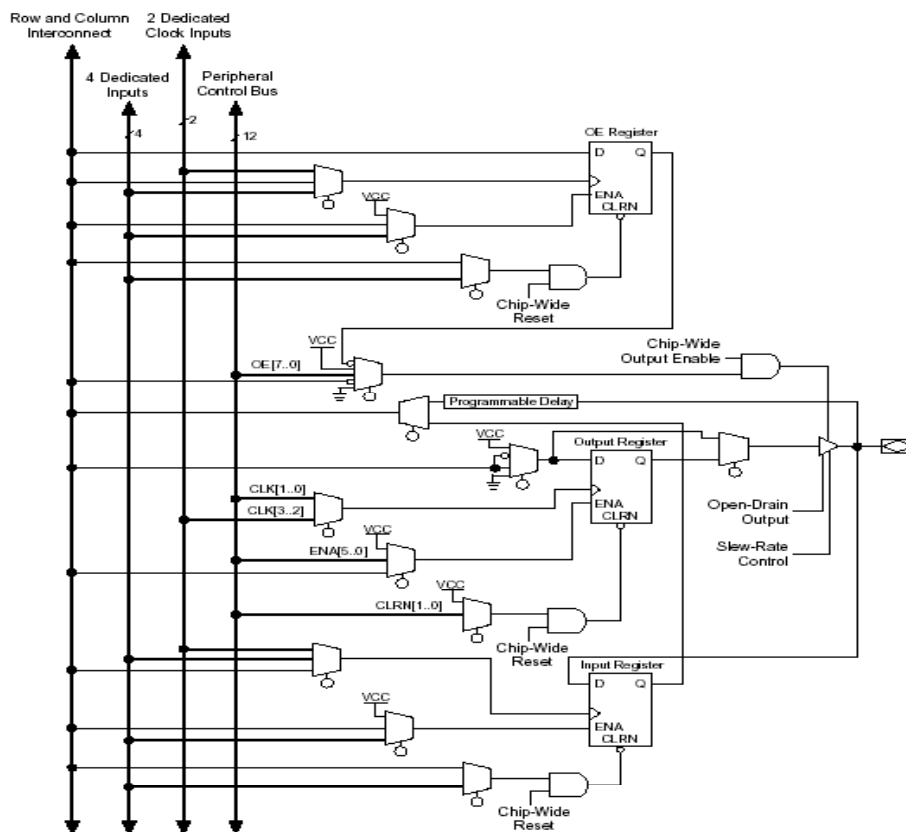 Row and Column
Interconnect
2 Dedicated
Clock Inputs
4 Dedicated
Inputs
Peripheral
Control Bus
2
4
12
OE Register
D Q
ENA
CLRN
VCC
Chip-Wide
Reset
VCC
OE[7..0]
Chip-Wide
Output Enable
Programmable Delay
VCC
Output Register
D Q
ENA
CLRN
CLK[1..0]
CLK[3..2]
VCC
ENA[5..0]
Open-Drain
Output
Slew-Rate
Control
VCC
CLRN[1..0]
Chip-Wide
Reset
Input Register
D Q
ENA
CLRN
VCC
Chip-Wide
Reset